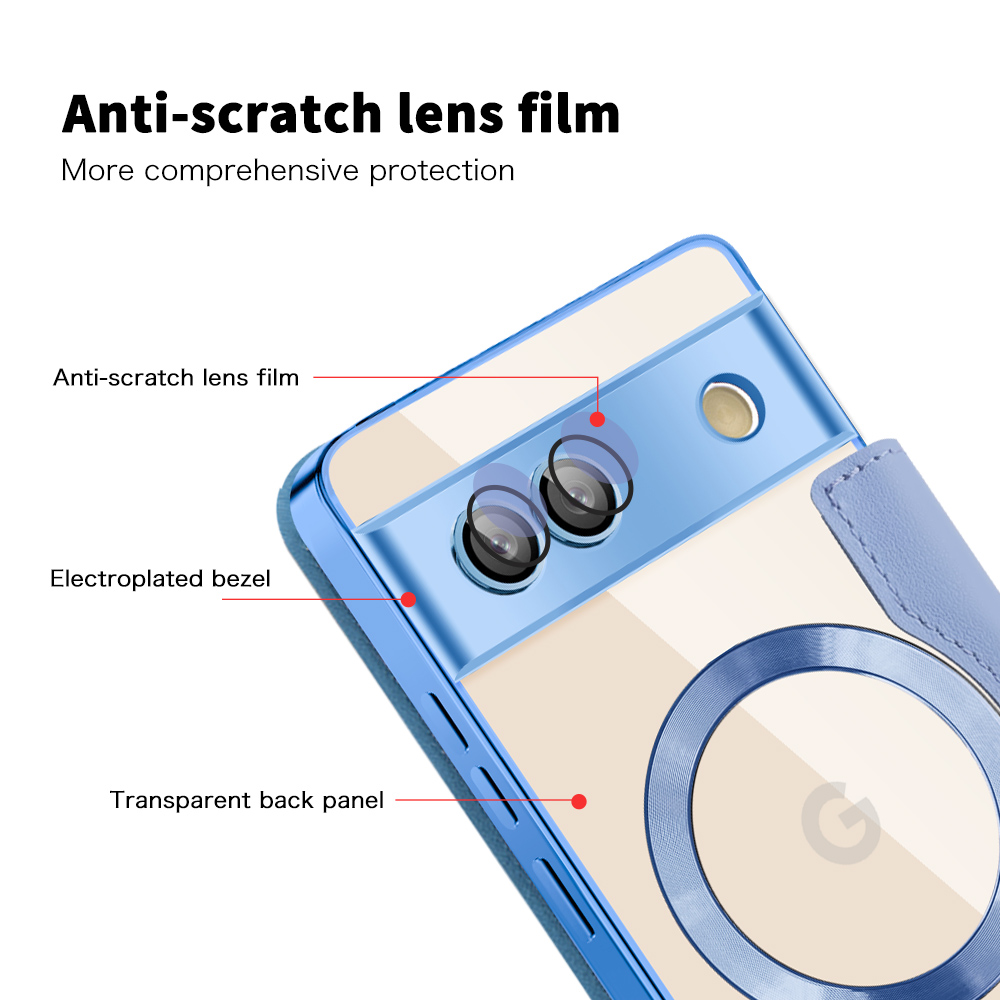 Anti-scratch lens film
More comprehensive protection
Anti-scratch lens film
Electroplated bezel
Transparent back panel
G